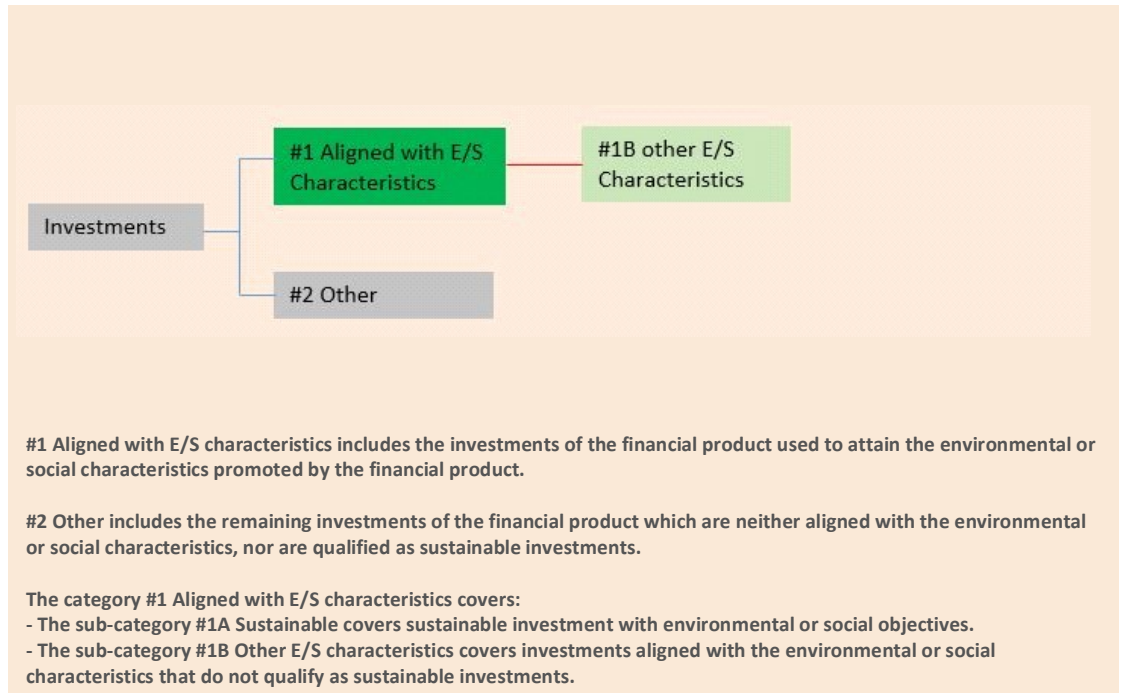 #1 Aligned with E/S
Characteristics
#1B other E/S
Characteristics
Investments
#2 Other
#1 Aligned with E/S characteristics includes the investments of the financial product used to attain the environmental or
social characteristics promoted by the financial product.
#2 Other includes the remaining investments of the financial product which are neither aligned with the environmental
or social characteristics, nor are qualified as sustainable investments.
The category #1 Aligned with E/S characteristics covers:
- The sub-category #1A Sustainable covers sustainable investment with environmental or social objectives.
- The sub-category #1B Other E/S characteristics covers investments aligned with the environmental or social
characteristics that do not qualify as sustainable investments.